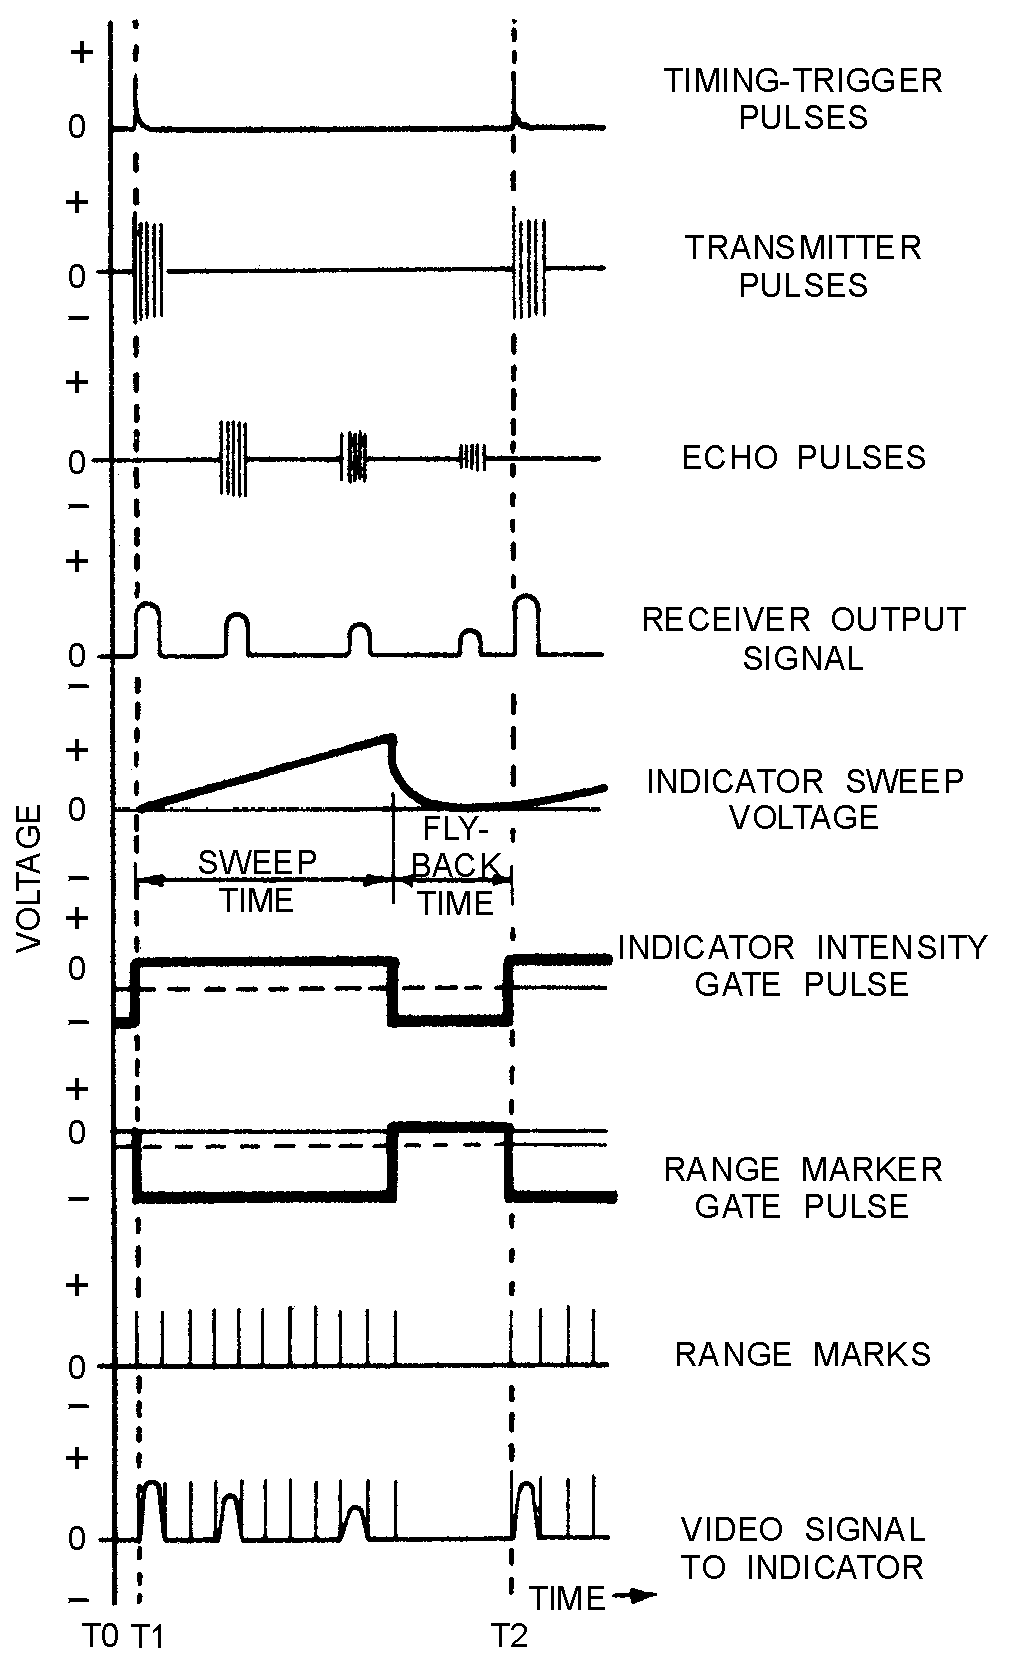 +
TIMING-TRIGGER
PULSES
0
+
TRANSMITTER
PULSES
0
−
+
ECHO PULSES
0
−
+
RECEIVER OUTPUT
SIGNAL
0
−
+
INDICATOR SWEEP
VOLTAGE
0
FLY-
BACK
TIME
SWEEP
TIME
−
VOLTAGE
+
INDICATOR INTENSITY
GATE PULSE
0
−
+
0
RANGE MARKER
GATE PULSE
−
+
RANGE MARKS
0
−
+
VIDEO SIGNAL
TO INDICATOR
0
−
TIME
T0 T1 T2